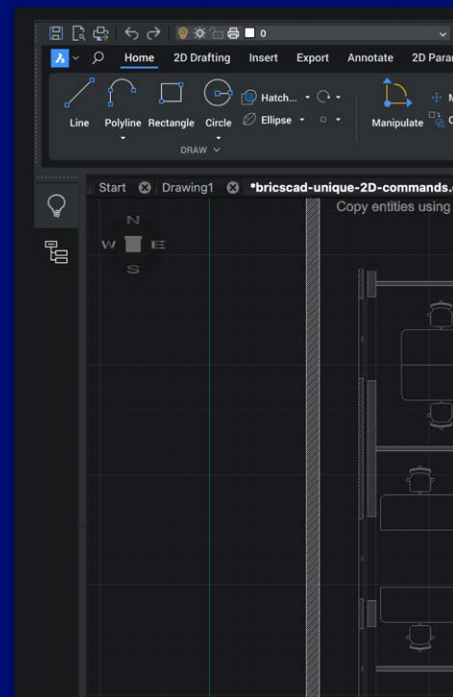 0
Home 2D Drafting Insert Export Annotate 2D Para
Hatch...
M
Line Polyline Rectangle Circle Ellipse Manipulate C
DRAW
Start Drawing1 *bricscad-unique-2D-commands.
Copy entities using
N
W E
S